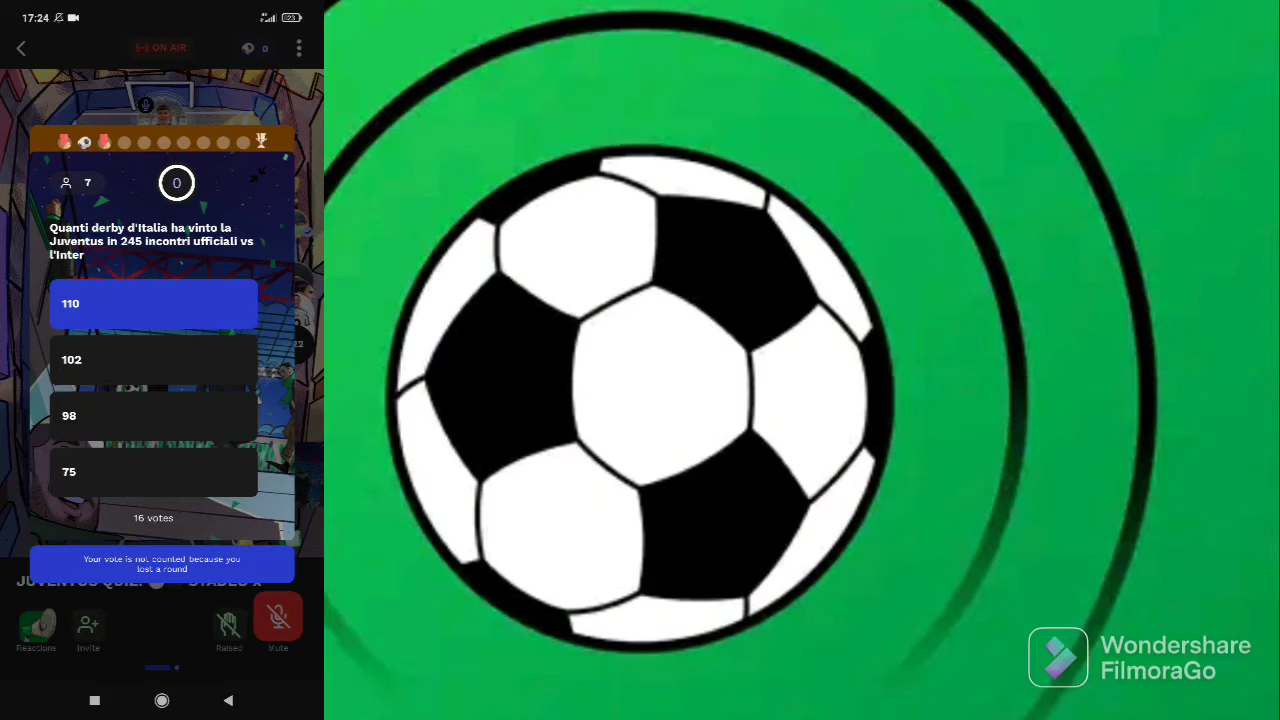 17:24
23
ON AIR
0
7
0
Quanti derby d'Italia ha vinto la
Juventus in 245 incontri ufficiali vs
l'Inter
110
102
98
75
16 votes
Your vote is not counted because you
lost a round
Reactions
Invite
Raised
Mute
Wondershare
FilmoraGo